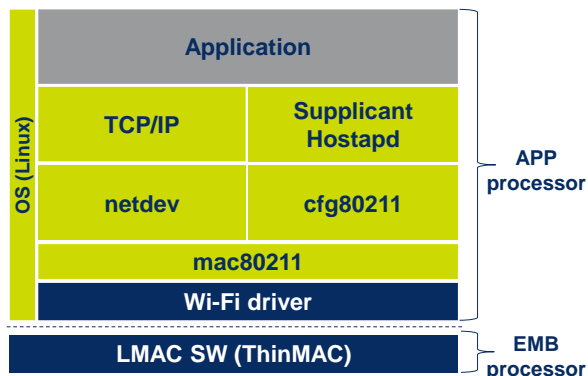 Application
OS (Linux)
TCP/IP
Supplicant
Hostapd
netdev
cfg80211
mac80211
Wi-Fi driver
APP
processor
LMAC SW (ThinMAC)
EMB
processor